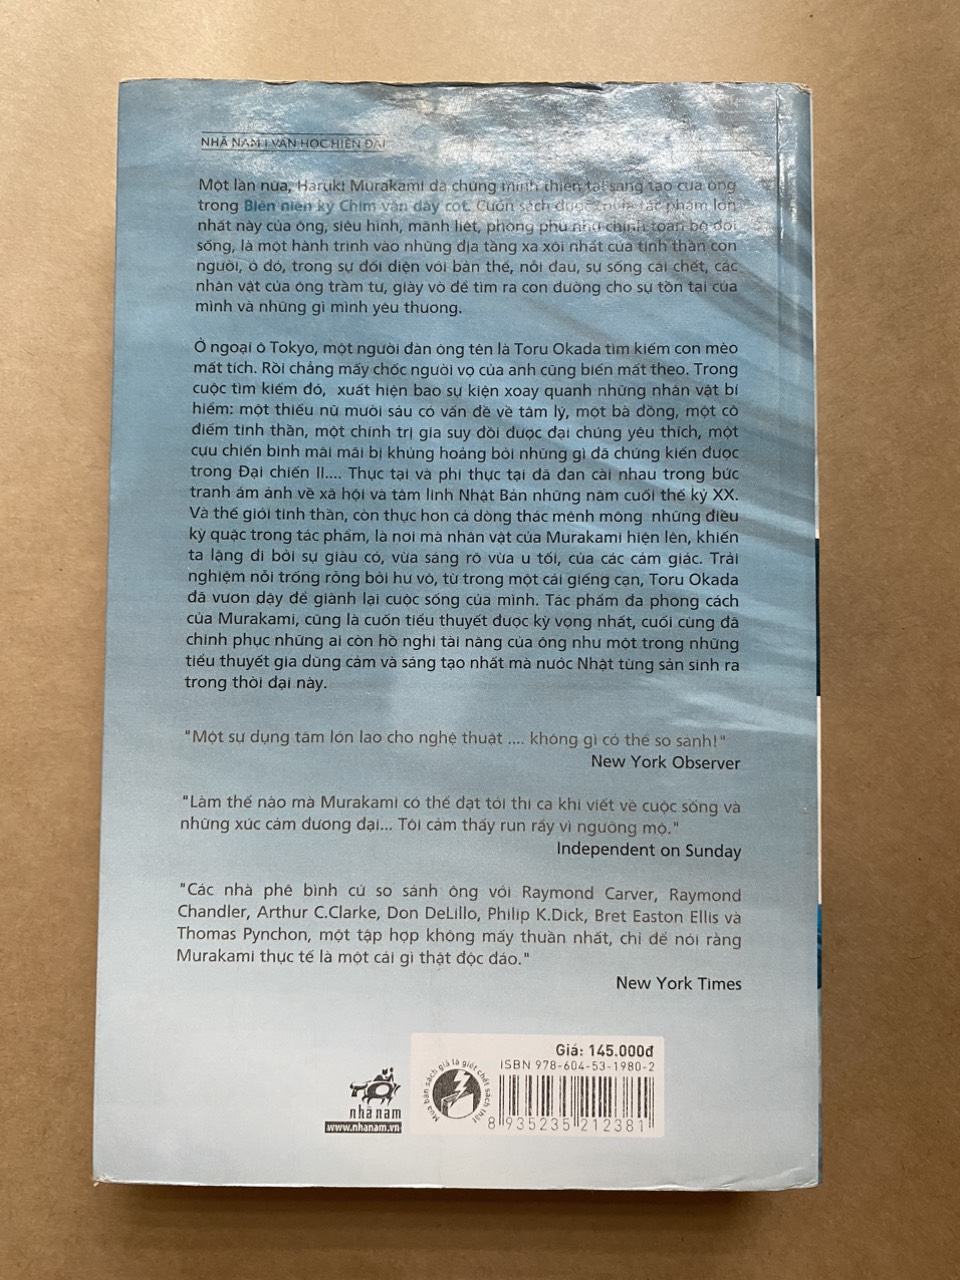 NHÃ NAM | VĂN HỌC HIỆN ĐẠI
Một lần nữa, Haruki Murakami đã chứng minh thiên tài sáng tạo của ông
trong Biên niên ký Chim vặn dây cót. Cuốn sách được tác phẩm lớn
nhất này của ông, siêu hình, mãnh liệt, phong phú như chính toàn bộ đời
sống, là một hành trình vào những địa tầng xa xôi nhất của tinh thần con
người, ở đó, trong sự đối diện với bản thể, nỗi đau, sự sống cái chết, các
nhân vật của ông trầm tư, giày vò để tìm ra con đường cho sự tồn tại của
mình và những gì mình yêu thương.
Ở ngoại ô Tokyo, một người đàn ông tên là Toru Okada tìm kiếm con mèo
mất tích. Rồi chẳng mấy chốc người vợ của anh cũng biến mất theo. Trong
cuộc tìm kiếm đó, xuất hiện bao sự kiện xoay quanh những nhân vật bí
hiểm: một thiếu nữ mười sáu có vấn đề về tâm lý, một bà đồng, một cô
điếm tinh thần, một chính trị gia suy đồi được đại chúng yêu thích, một
cựu chiến binh mãi mãi bị khủng hoảng bởi những gì đã chứng kiến được
trong Đại chiến II.... Thực tại và phi thực tại đã đan cài nhau trong bức
tranh ám ảnh về xã hội và tâm linh Nhật Bản những năm cuối thế kỷ XX.
Và thế giới tinh thần, còn thực hơn cả dòng thác mênh mông những điều
kỳ quặc trong tác phẩm, là nơi mà nhân vật của Murakami hiện lên, khiến
ta lặng đi bởi sự giàu có, vừa sáng rõ vừa u tối, của các cảm giác. Trải
nghiệm nỗi trống rỗng bởi hư vô, từ trong một cái giếng cạn, Toru Okada
đã vươn dậy để giành lại cuộc sống của mình. Tác phẩm đa phong cách
của Murakami, cũng là cuốn tiểu thuyết được kỳ vọng nhất, cuối cùng đã
chinh phục những ai còn hồ nghi tài năng của ông như một trong những
tiểu thuyết gia dũng cảm và sáng tạo nhất mà nước Nhật từng sản sinh ra
trong thời đại này.
"Một sự dụng tâm lớn lao cho nghệ thuật .... không gì có thể so sánh!"
New York Observer
"Làm thế nào mà Murakami có thể đạt tới thi ca khi viết về cuộc sống và
những xúc cảm đương đại... Tôi cảm thấy run rẩy vì ngưỡng mộ."
Independent on Sunday
"Các nhà phê bình cứ so sánh ông với Raymond Carver, Raymond
Chandler, Arthur C.Clarke, Don DeLillo, Philip K.Dick, Bret Easton Ellis và
Thomas Pynchon, một tập hợp không mấy thuần nhất, chỉ để nói rằng
Murakami thực tế là một cái gì thật độc đáo."
New York Times
nhã nam
www.nhanam.vn
Mua bán sách giả là giết chết sách thật
Giá: 145.000đ
ISBN 978-604-53-1980-2
8 935235 212381